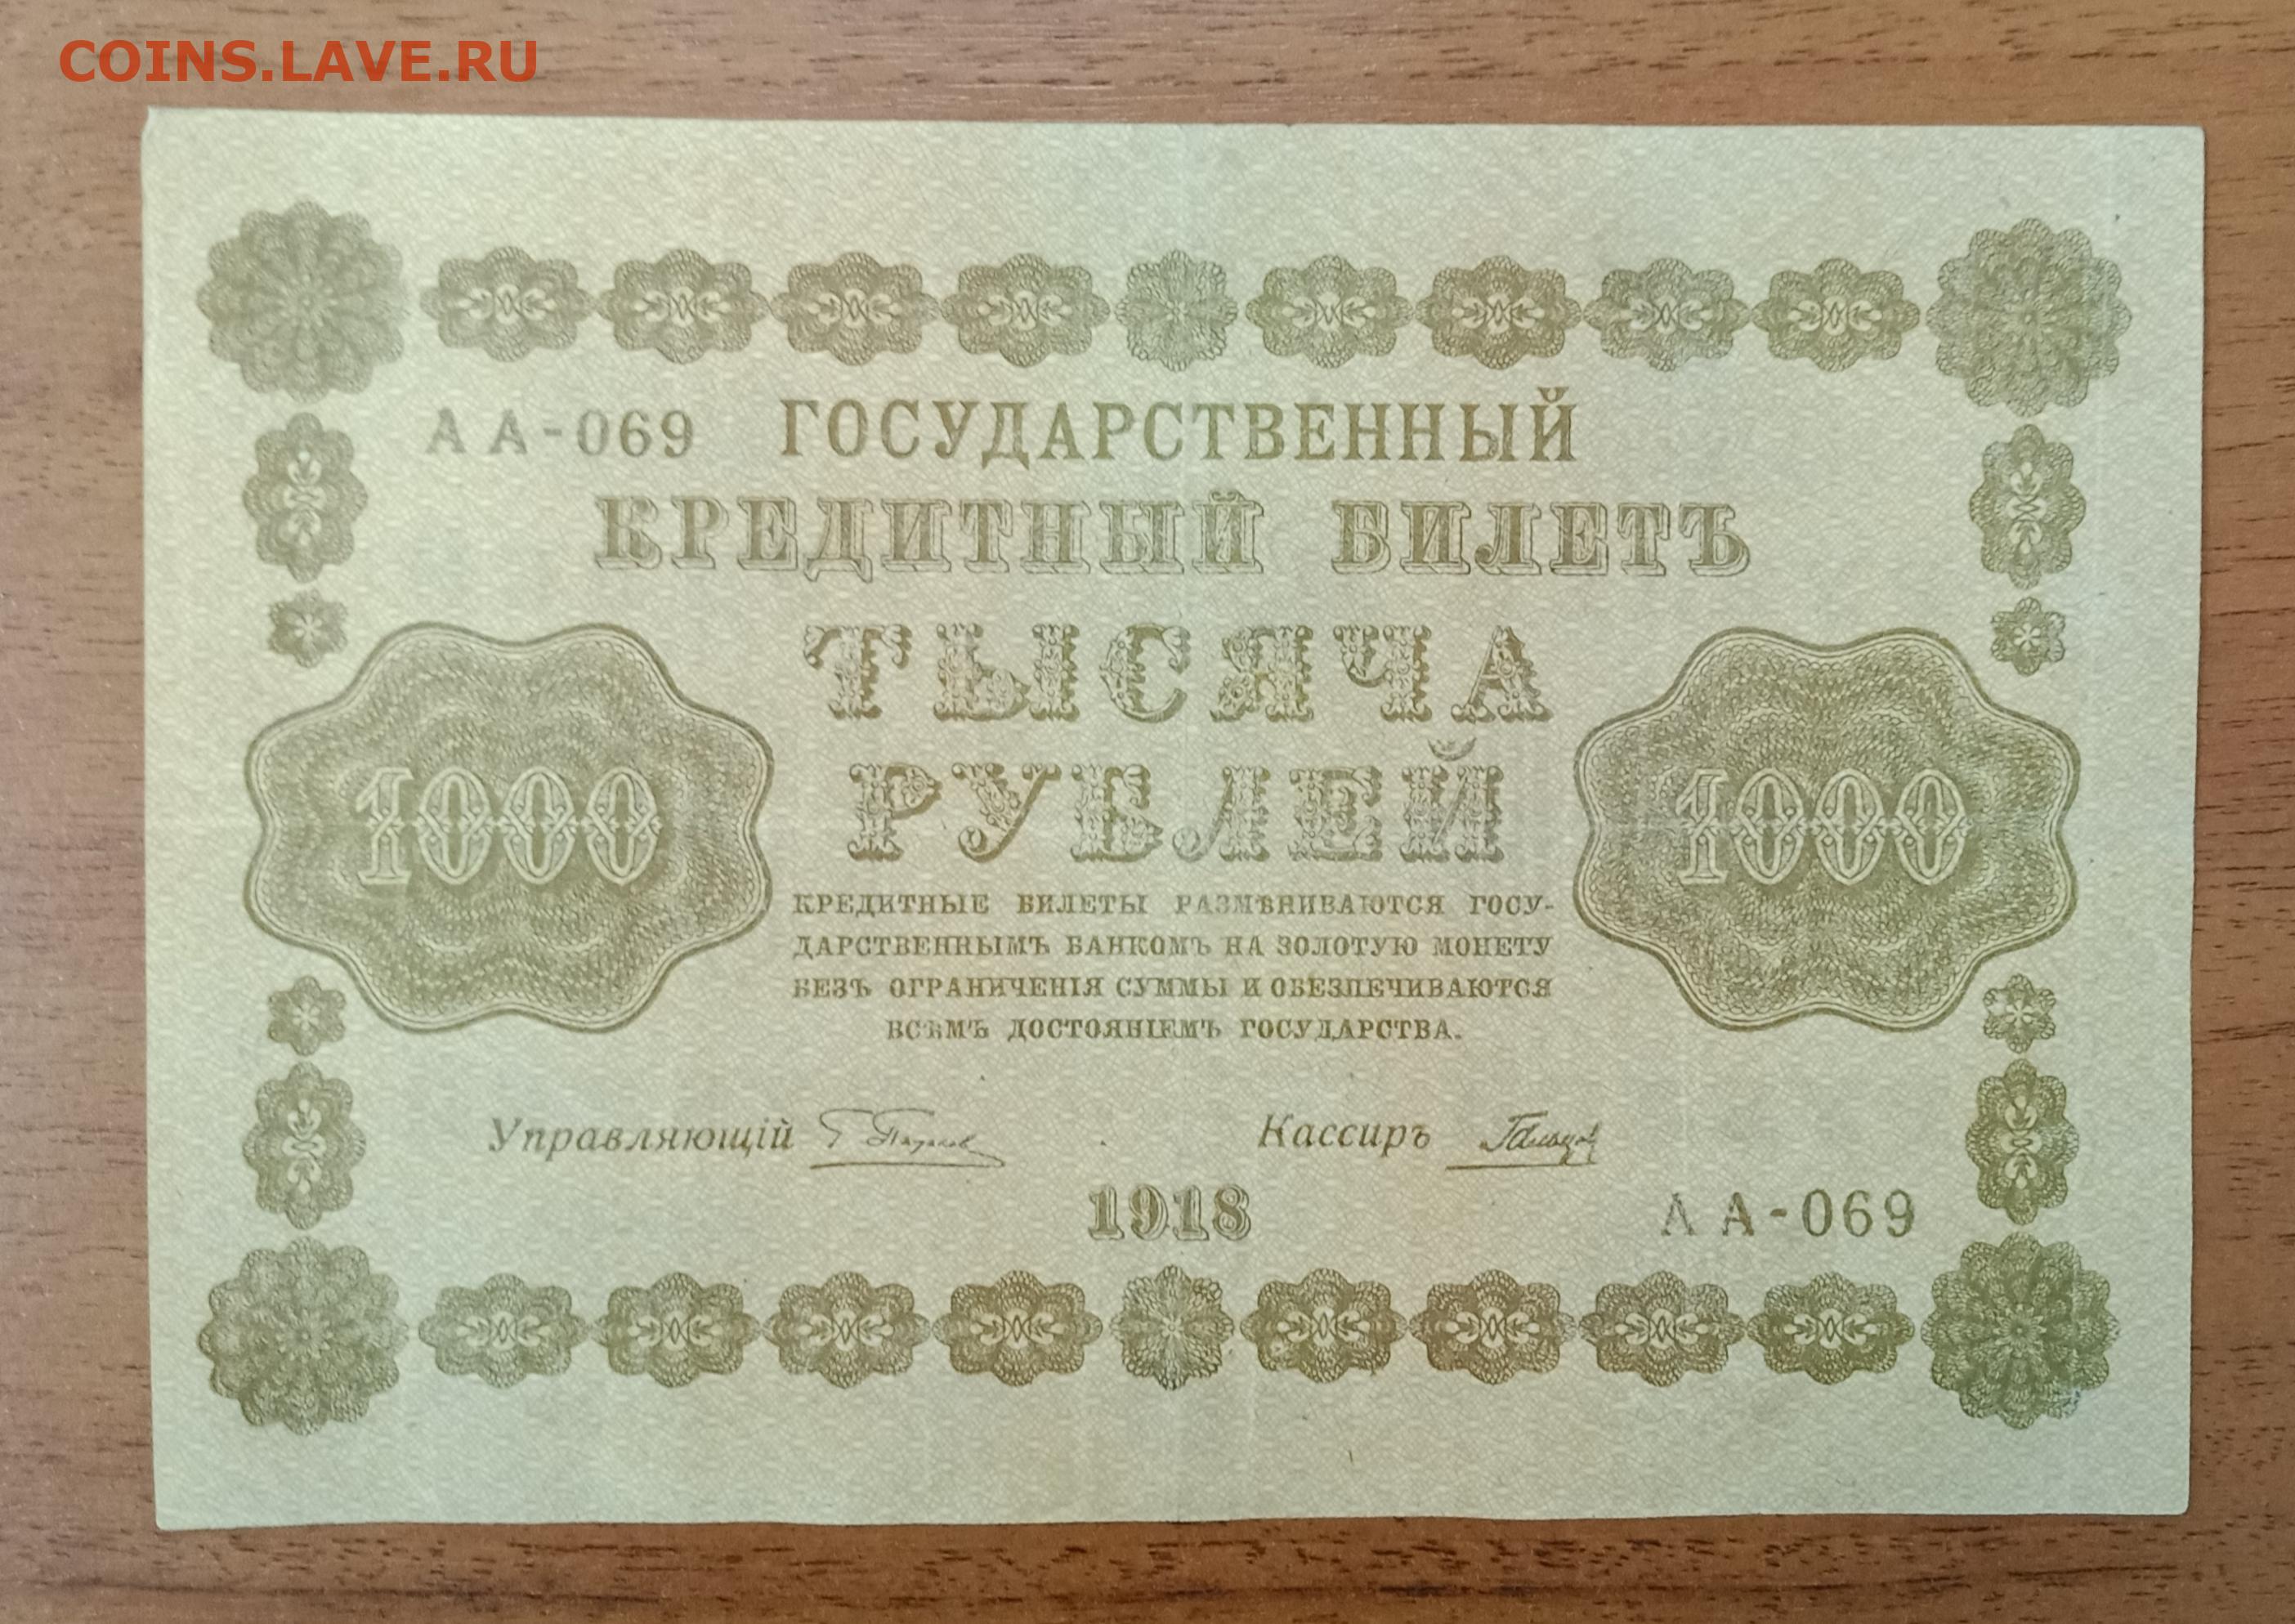 COINS.LAVE.RU
АА-069 ГОСУДАРСТВЕННЫЙ
КРЕДИТНЫЙ БИЛЕТЪ
ТЫСЯЧА
РУБЛЕЙ
1000 1000
КРЕДИТНЫЕ БИЛЕТЫ РАЗМѢНИВАЮТСЯ ГОСУ-
ДАРСТВЕННЫМЪ БАНКОМЪ НА ЗОЛОТУЮ МОНЕТУ
БЕЗЪ ОГРАНИЧЕНІЯ СУММЫ И ОБЕЗПЕЧИВАЮТСЯ
ВСѢМЪ ДОСТОЯНІЕМЪ ГОСУДАРСТВА.
Управляющій Кассиръ
1918
АА-069